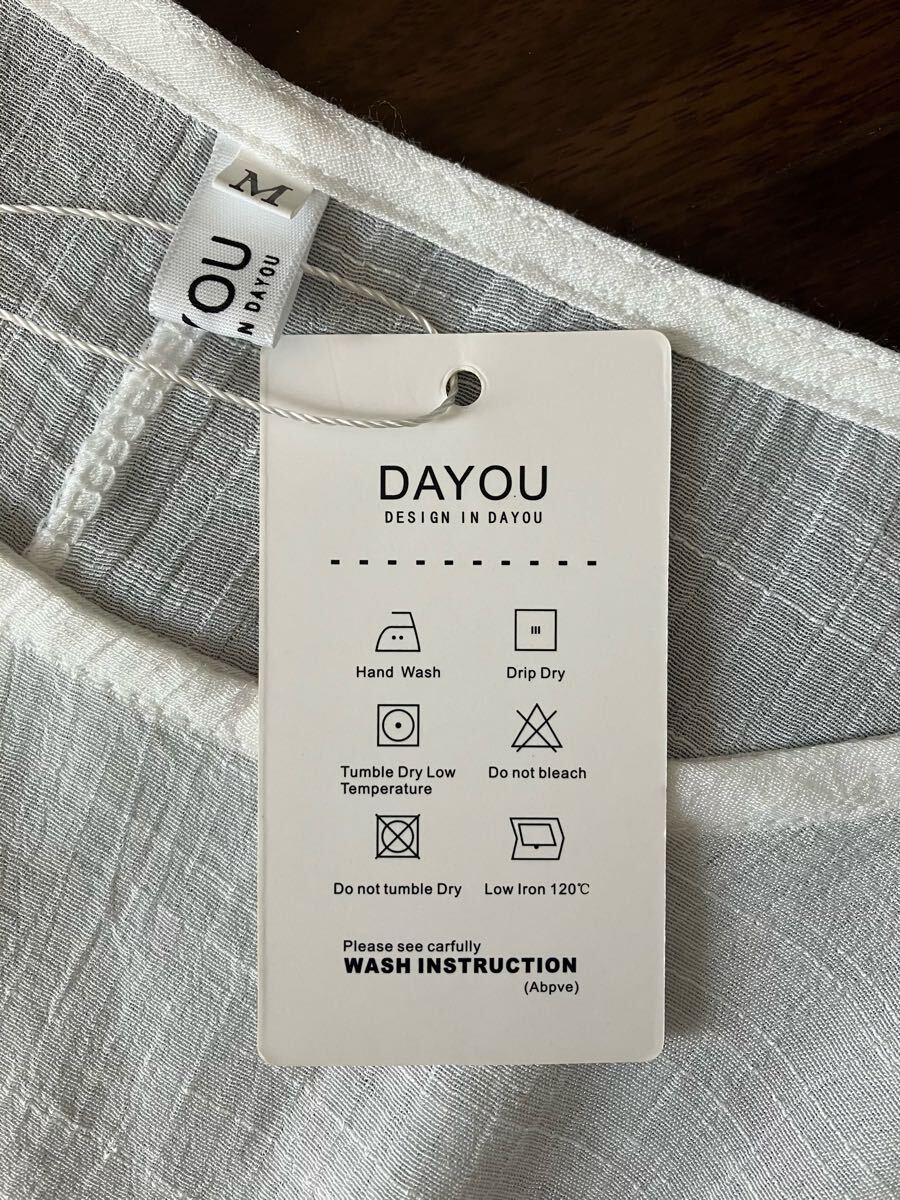 M
YOU
N DAYOU
DAYOU
DESIGN IN DAYOU
Hand Wash
Drip Dry
Tumble Dry Low
Temperature
Do not bleach
Do not tumble Dry
Low Iron 120℃
Please see carfully
WASH INSTRUCTION
(Abpve)